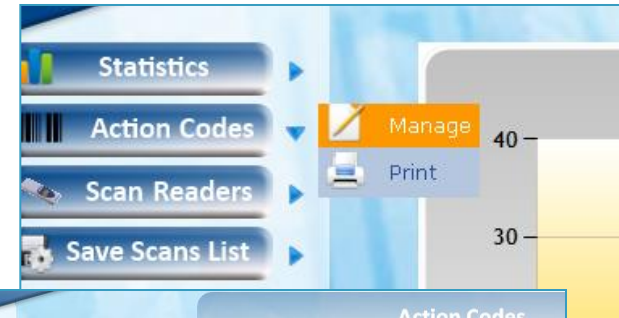 Statistics
Action Codes
Manage
40
Print
Scan Readers
30
Save Scans List
Action Codes